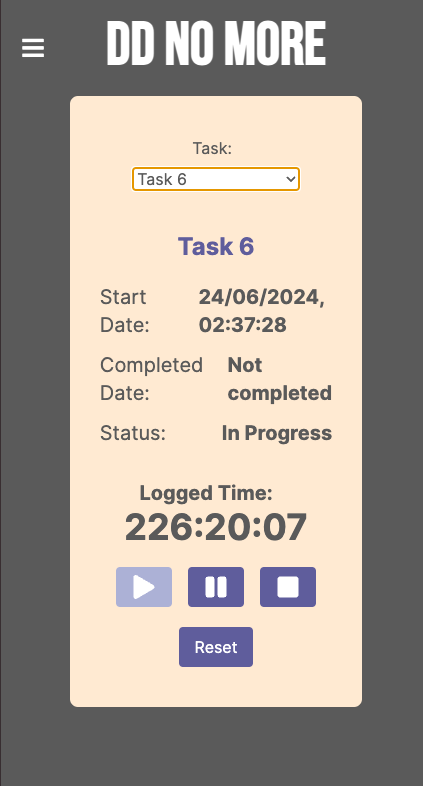 DD NO MORE
Task:
Task 6
Task 6
Start Date: 24/06/2024, 02:37:28
Completed Date: Not completed
Status: In Progress
Logged Time:
226:20:07
Reset